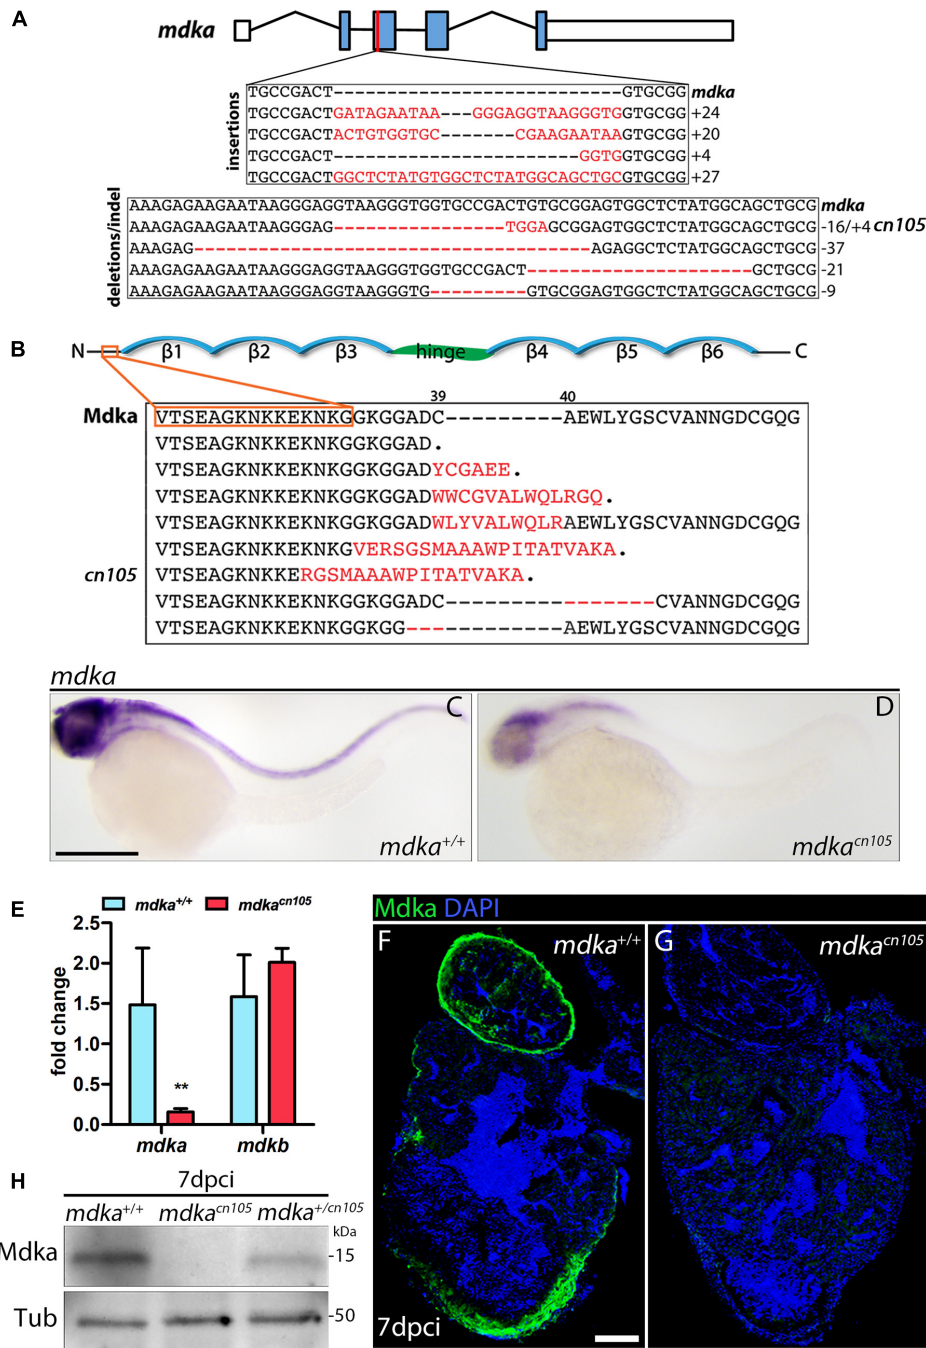 A
mdka
insertions
TGCCGACT---------------------------GTGCGG mdka
TGCCGACTGATAGAATAA---GGGAGGTAAGGGTGGTGCGG +24
TGCCGACTACTGTGGTGC-------CGAAGAATAAGTGCGG +20
TGCCGACT-----------------------GGTGGTGCGG +4
TGCCGACTGGCTCTATGTGGCTCTATGGCAGCTGCGTGCGG +27
deletions/indel
AAAGAGAAGAATAAGGGAGGTAAGGGTGGTGCCGACTGTGCGGAGTGGCTCTATGGCAGCTGCG mdka
AAAGAGAAGAATAAGGGAG----------------TGGAGCGGAGTGGCTCTATGGCAGCTGCG -16/+4 cn105
AAAGAG-------------------------------------AGAGGCTCTATGGCAGCTGCG -37
AAAGAGAAGAATAAGGGAGGTAAGGGTGGTGCCGACT---------------------GCTGCG -21
AAAGAGAAGAATAAGGGAGGTAAGGGTG---------GTGCGGAGTGGCTCTATGGCAGCTGCG -9
B
N β1 β2 β3 hinge β4 β5 β6 C
39 40
Mdka VTSEAGKNKKEKNKGGKGGADC---------AEWLYGSCVANNGDCGQG
VTSEAGKNKKEKNKGGKGGAD.
VTSEAGKNKKEKNKGGKGGADYCGAEE.
VTSEAGKNKKEKNKGGKGGADWWCGVALWQLRGQ.
VTSEAGKNKKEKNKGGKGGADWLYVALWQLRAEWLYGSCVANNGDCGQG
VTSEAGKNKKEKNKGVERSGSMAAAWPITATVAKA.
cn105 VTSEAGKNKKERGSMAAAWPITATVAKA.
VTSEAGKNKKEKNKGGKGGADC----------------CVANNGDCGQG
VTSEAGKNKKEKNKGGKGG------------AEWLYGSCVANNGDCGQG
mdka
C
mdka+/+
D
mdkacn105
E
mdka+/+ mdkacn105
fold change
2.5
2.0
1.5
1.0
0.5
0.0
**
mdka mdkb
Mdka DAPI
F mdka+/+
7dpci
G mdkacn105
H
7dpci
mdka+/+ mdkacn105 mdka+/cn105
kDa
Mdka -15
Tub -50